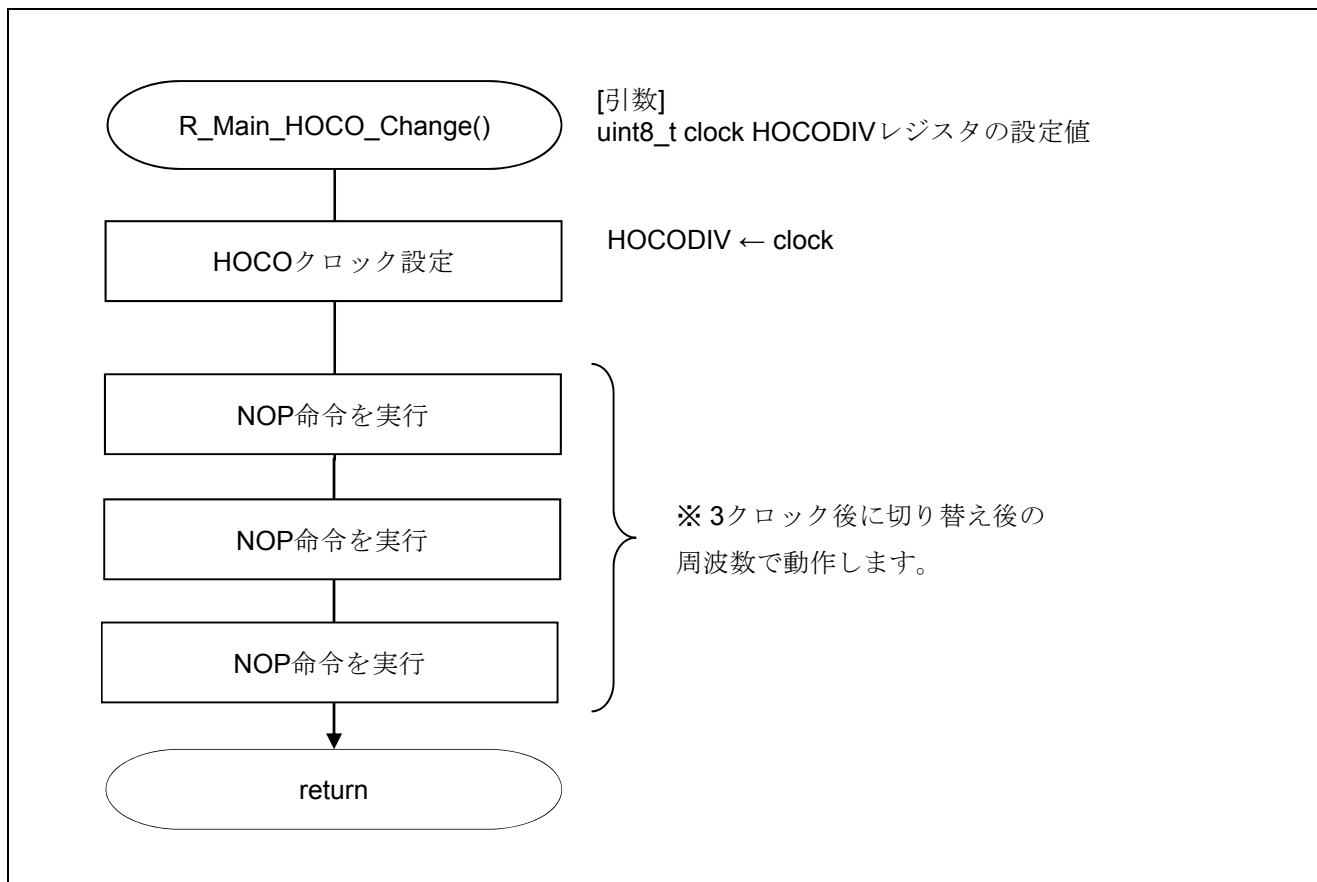 R_Main_HOCO_Change()
[引数]
uint8_t clock HOCODIVレジスタの設定値
HOCOクロック設定
HOCODIV ← clock
NOP命令を実行
NOP命令を実行
NOP命令を実行
※ 3クロック後に切り替え後の
周波数で動作します。
return